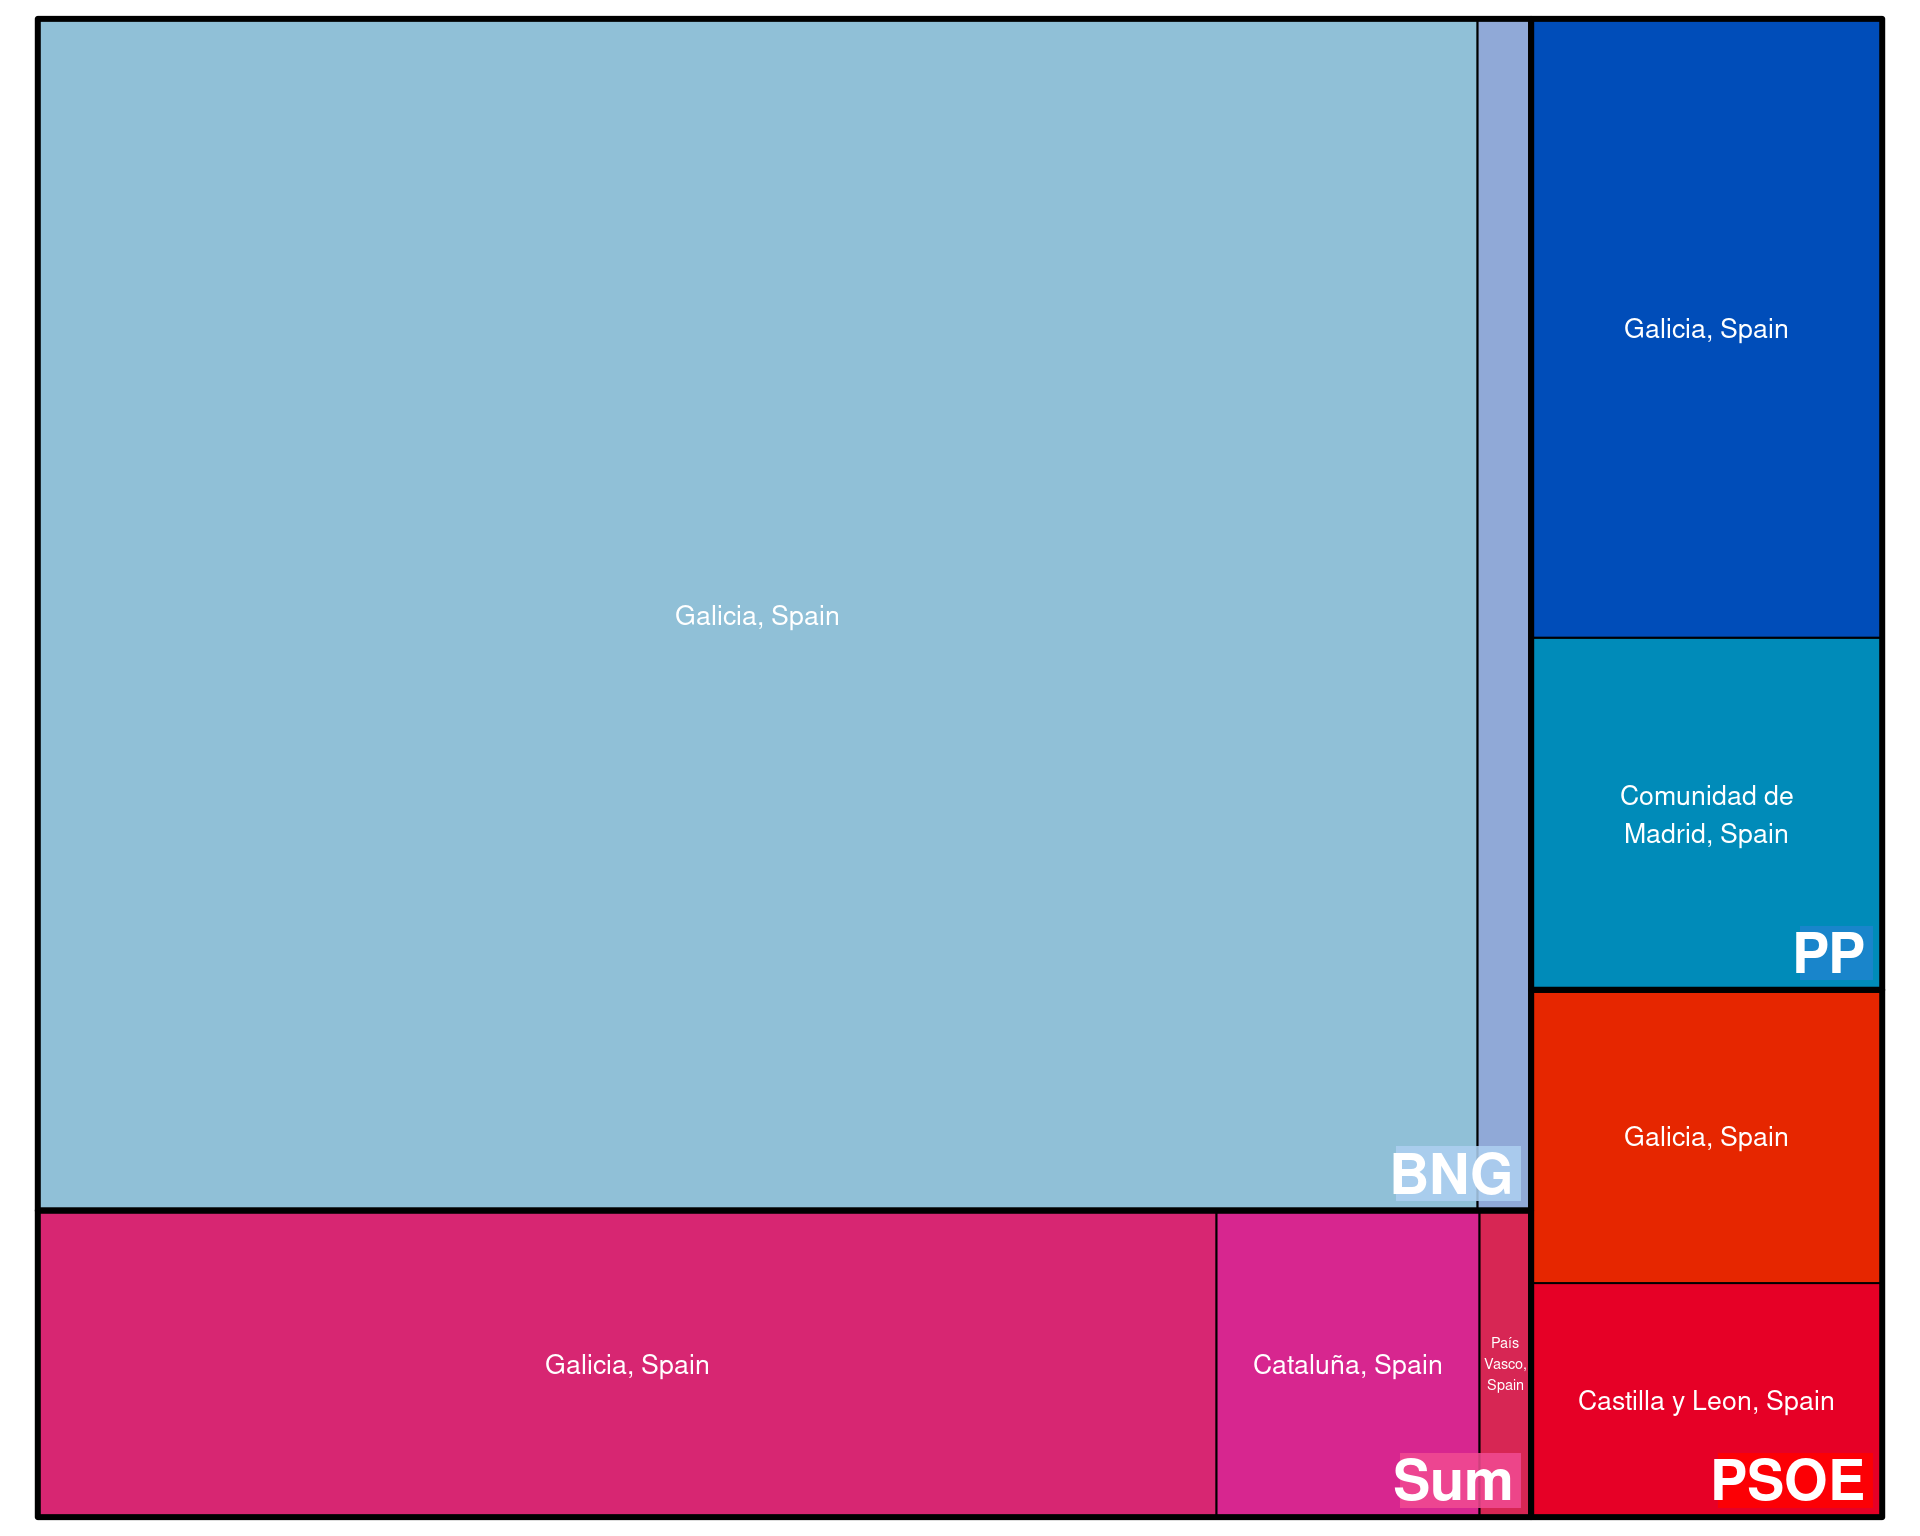 Galicia, Spain
BNG
Galicia, Spain
Cataluña, Spain
País
Vasco,
Spain
Sum
Galicia, Spain
Comunidad de
Madrid, Spain
PP
Galicia, Spain
Castilla y Leon, Spain
PSOE